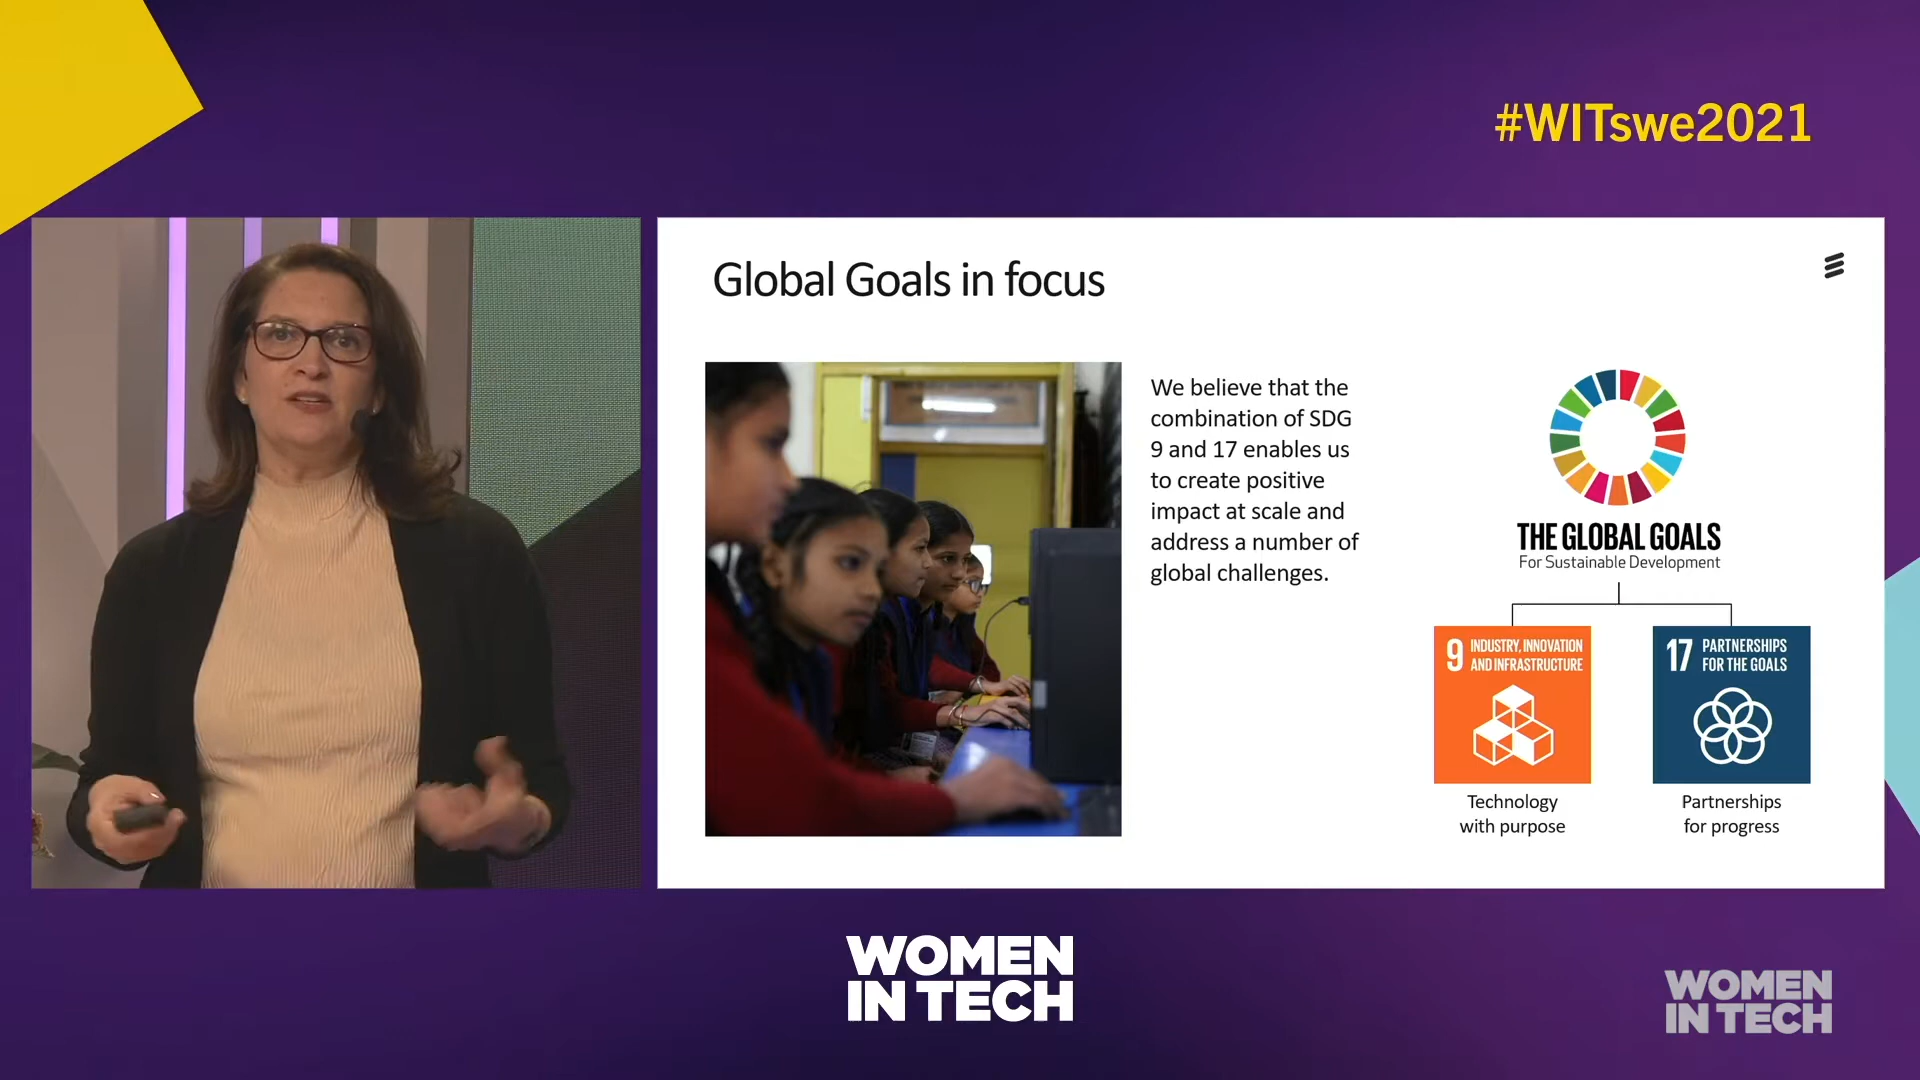 #WITswe2021
Global Goals in focus
We believe that the
combination of SDG
9 and 17 enables us
to create positive
impact at scale and
address a number of
global challenges.
THE GLOBAL GOALS
For Sustainable Development
9 INDUSTRY, INNOVATION
AND INFRASTRUCTURE
Technology
with purpose
17 PARTNERSHIPS
FOR THE GOALS
Partnerships
for progress
WOMEN
IN TECH
WOMEN
IN TECH